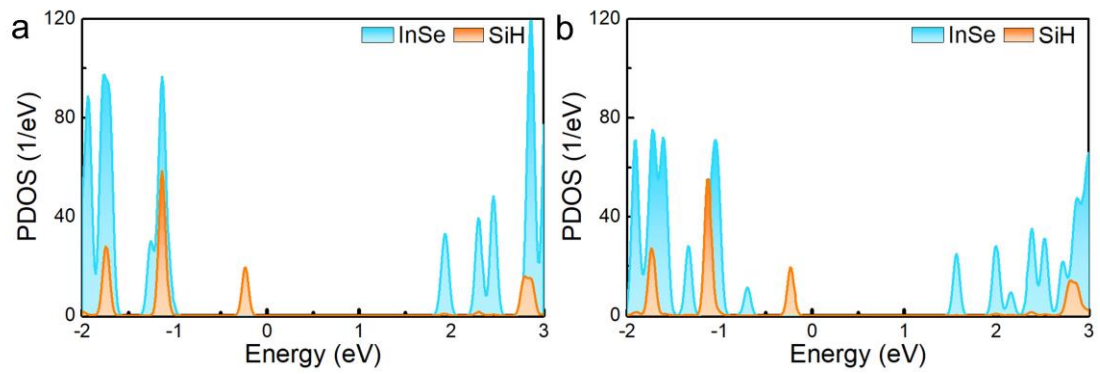 a
InSe SiH
120
80
40
0
PDOS (1/eV)
-2 -1 0 1 2 3
Energy (eV)
b
InSe SiH
120
80
40
0
PDOS (1/eV)
-2 -1 0 1 2 3
Energy (eV)